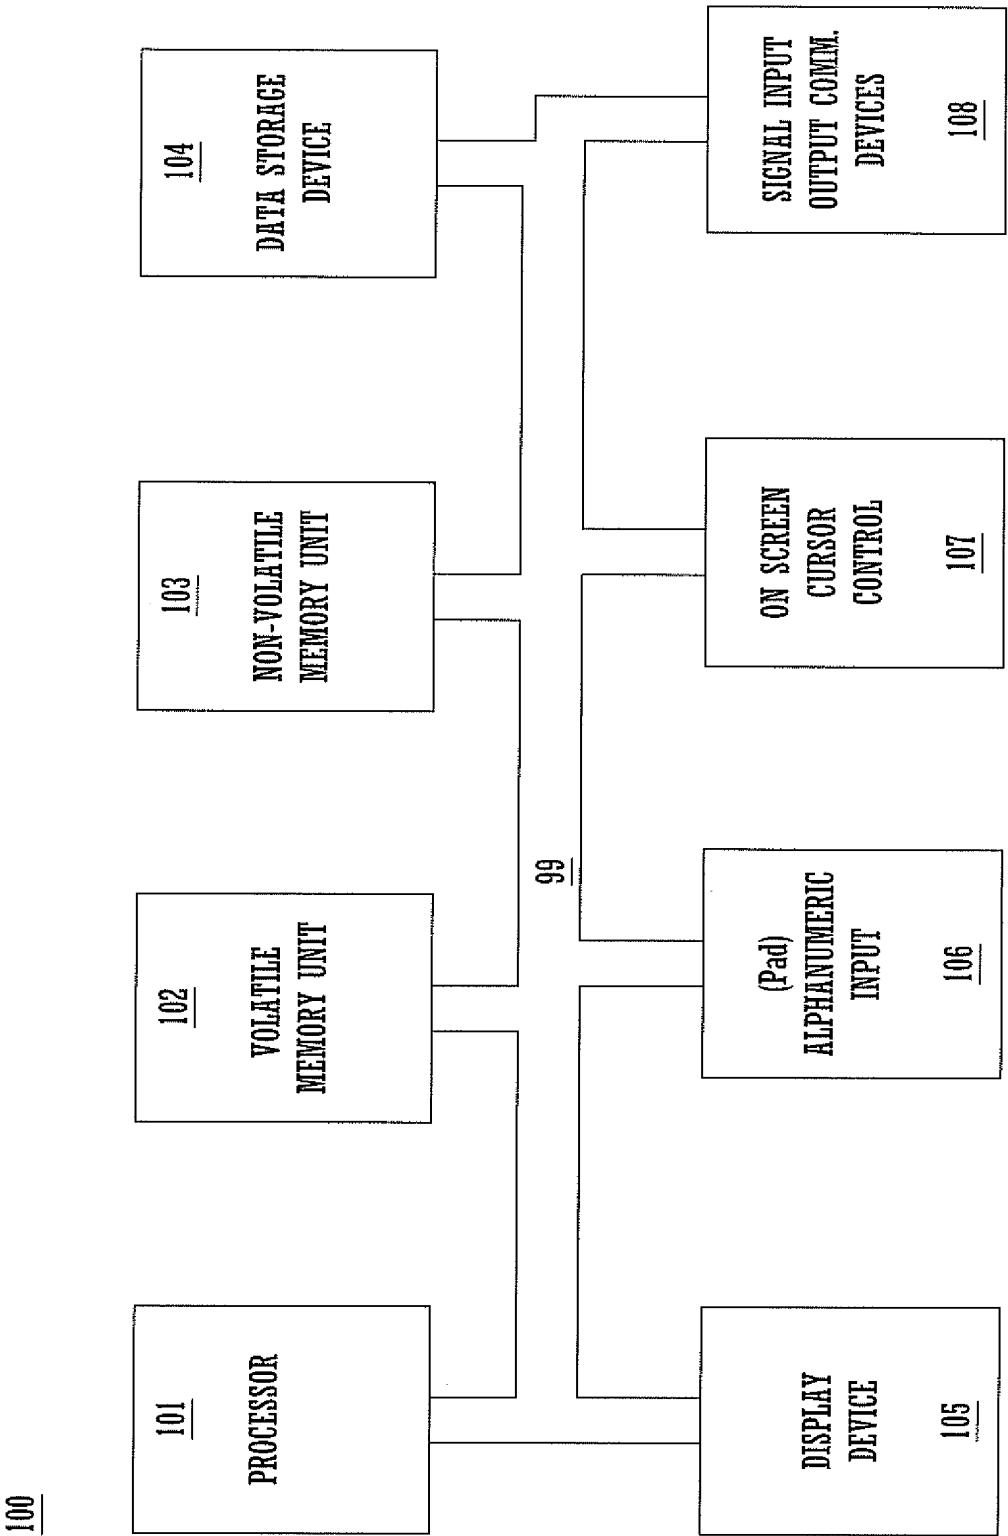 100
101
PROCESSOR
102
VOLATILE
MEMORY UNIT
103
NON-VOLATILE
MEMORY UNIT
104
DATA STORAGE
DEVICE
99
DISPLAY
DEVICE
105
(Pad)
ALPHANUMERIC
INPUT
106
ON SCREEN
CURSOR
CONTROL
107
SIGNAL INPUT
OUTPUT COMM.
DEVICES
108